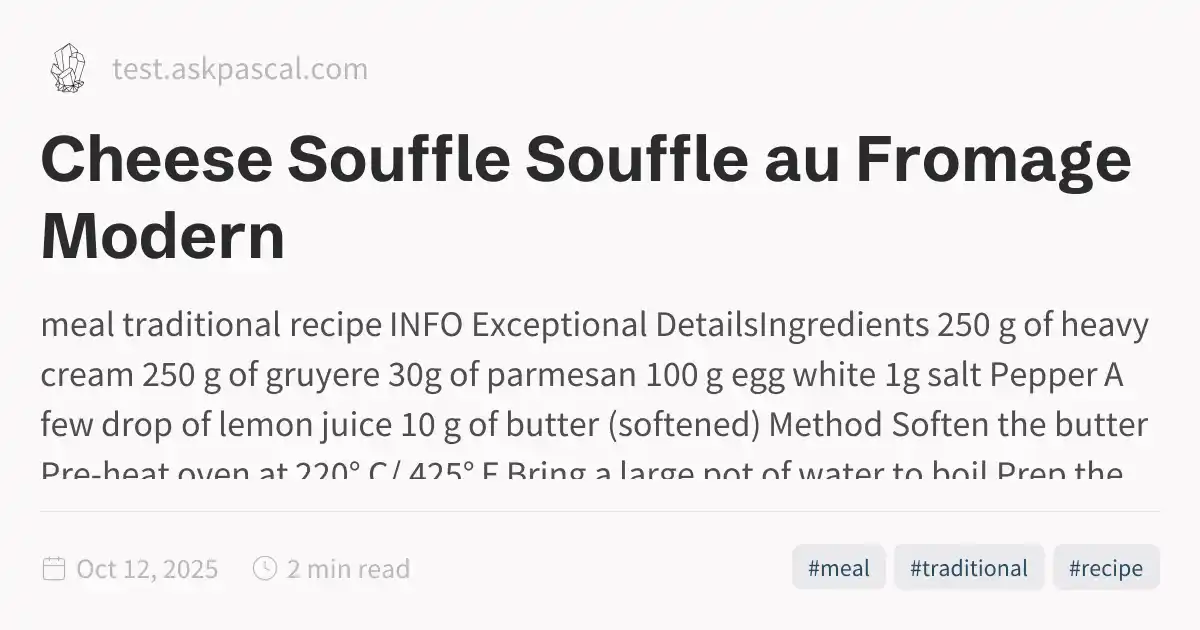 test.askpascal.com
Cheese Souffle Souffle au Fromage
Modern
meal traditional recipe INFO Exceptional DetailsIngredients 250 g of heavy
cream 250 g of gruyere 30g of parmesan 100 g egg white 1g salt Pepper A
few drop of lemon juice 10 g of butter (softened) Method Soften the butter
Pre-heat oven at 220° C/ 425° F Bring a large pot of water to boil Prep the
Oct 12, 2025
2 min read
#meal
#traditional
#recipe